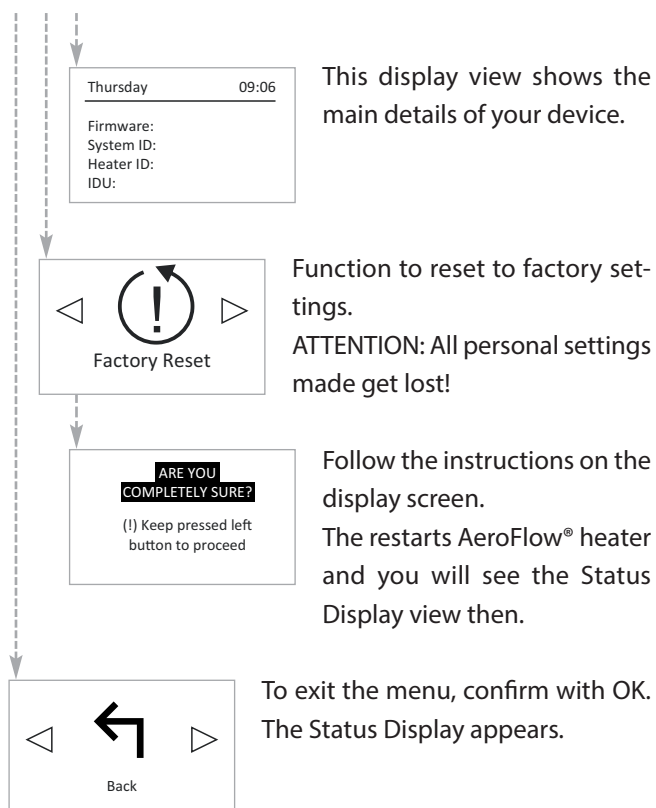 Thursday 09:06
Firmware:
System ID:
Heater ID:
IDU:
This display view shows the
main details of your device.
!
Factory Reset
Function to reset to factory set-
tings.
ATTENTION: All personal settings
made get lost!
ARE YOU
COMPLETELY SURE?
(!) Keep pressed left
button to proceed
Follow the instructions on the
display screen.
The restarts AeroFlow® heater
and you will see the Status
Display view then.
Back
To exit the menu, confirm with OK.
The Status Display appears.